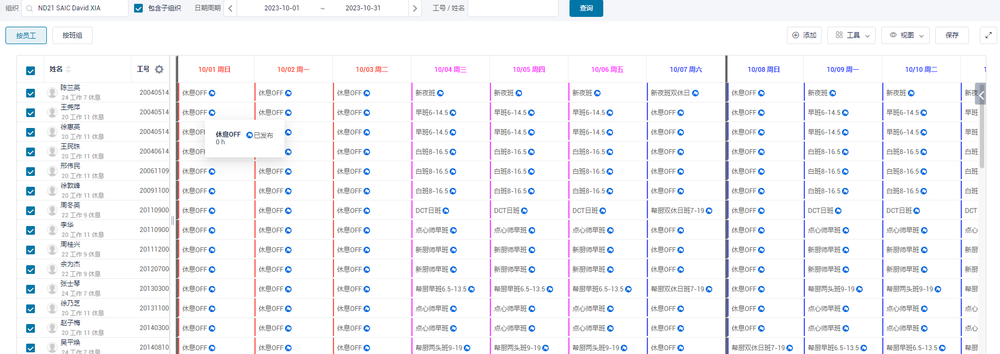 组织 ND21 SAIC David.XIA 包含子组织 日期周期 2023-10-01 ~ 2023-10-31 工号 / 姓名 查询
按员工 按班组 添加 工具 视图 保存
姓名 工号 10/01 周日 10/02 周一 10/03 周二 10/04 周三 10/05 周四 10/06 周五 10/07 周六 10/08 周日 10/09 周一 10/10 周二 1
陈兰英
24 工作 7 休息 20040514 休息OFF 休息OFF 休息OFF 新夜班 新夜班 新夜班 新夜班双休日 休息OFF 新夜班 新夜班 新夜
王尧萍
20 工作 11 休息 20040514 休息OFF 休息OFF 休息OFF 早班6-14.5 早班6-14.5 早班6-14.5 休息OFF 休息OFF 早班6-14.5 早班6-14.5 早班
徐惠英
20 工作 11 休息 20040514 休息OFF 休息OFF 早班6-14.5 早班6-14.5 早班6-14.5 休息OFF 休息OFF 早班6-14.5 早班6-14.5 早班
休息OFF 已发布
0 h
王民珠
20 工作 11 休息 20040614 休息OFF 休息OFF 白班8-16.5 白班8-16.5 白班8-16.5 休息OFF 休息OFF 白班8-16.5 白班8-16.5 白班
邢伟民
20 工作 11 休息 20061109 休息OFF 休息OFF 休息OFF 白班8-16.5 白班8-16.5 白班8-16.5 休息OFF 休息OFF 白班8-16.5 白班8-16.5 白班
徐敦峰
20 工作 11 休息 20091100 休息OFF 休息OFF 休息OFF 白班8-16.5 白班8-16.5 白班8-16.5 休息OFF 休息OFF 白班8-16.5 白班8-16.5 白班
周冬英
22 工作 9 休息 20110900 休息OFF 休息OFF 休息OFF DCT日班 DCT日班 DCT日班 帮厨双休日班7-19 休息OFF DCT日班 DCT日班 DCT
李华
20 工作 11 休息 20110900 休息OFF 休息OFF 休息OFF 点心师早班 点心师早班 点心师早班 休息OFF 休息OFF 点心师早班 点心师早班 点心
周桂兴
22 工作 9 休息 20111200 休息OFF 休息OFF 休息OFF 新厨师早班 新厨师早班 新厨师早班 休息OFF 休息OFF 新厨师早班 新厨师早班 新厨
余为杰
22 工作 9 休息 20120700 休息OFF 休息OFF 休息OFF 新厨师早班 新厨师早班 新厨师早班 休息OFF 休息OFF 新厨师早班 新厨师早班 新厨
张士琴
24 工作 7 休息 20130300 休息OFF 休息OFF 休息OFF 帮厨早班6.5-13.5 帮厨早班6.5-13.5 帮厨早班6.5-13.5 帮厨双休日班7-19 休息OFF 帮厨两头班9-19 帮厨两头班9-19 帮厨
徐乃芝
20 工作 11 休息 20131100 休息OFF 休息OFF 休息OFF 点心师早班 点心师早班 点心师早班 休息OFF 休息OFF 点心师早班 点心师早班 点心
赵子梅
20 工作 11 休息 20140300 休息OFF 休息OFF 休息OFF 点心师早班 点心师早班 点心师早班 休息OFF 休息OFF 点心师早班 点心师早班 点心
吴平焕
24 工作 7 休息 20140810 休息OFF 休息OFF 休息OFF 帮厨两头班9-19 帮厨两头班9-19 帮厨两头班9-19 休息OFF 帮厨双休日班7-19 帮厨早班6.5-13.5 帮厨早班6.5-13.5 帮厨